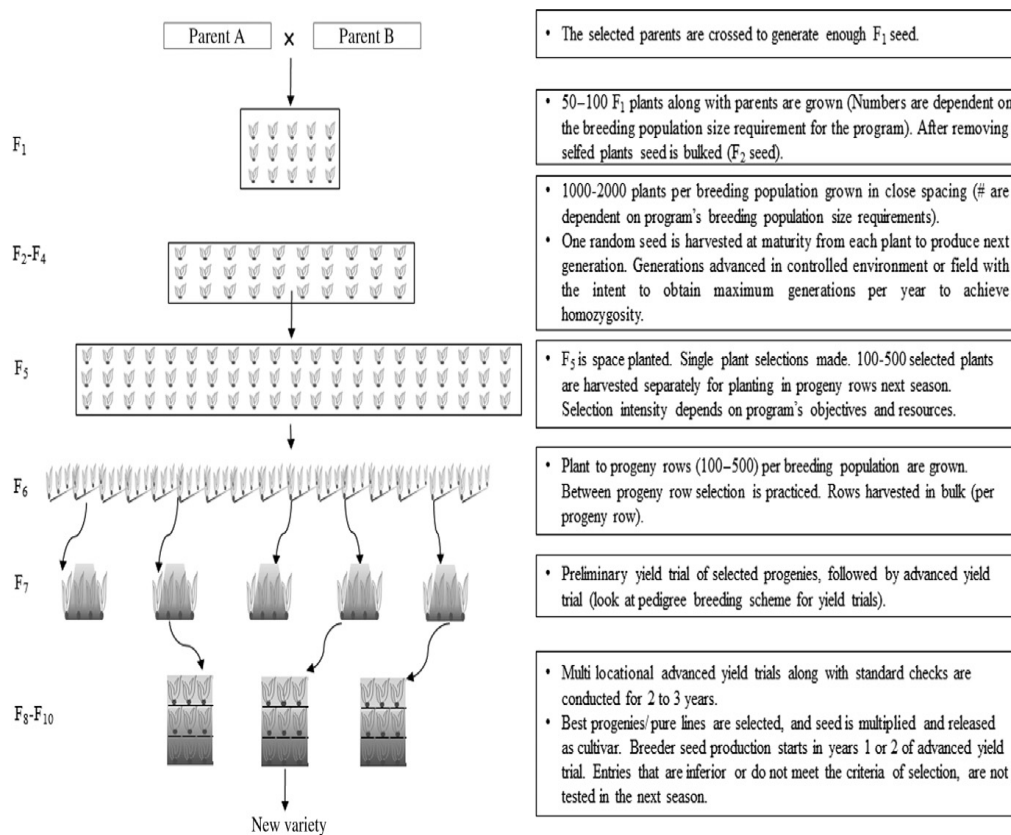 Parent A x Parent B
• The selected parents are crossed to generate enough F₁ seed.
F₁
• 50–100 F₁ plants along with parents are grown (Numbers are dependent on
the breeding population size requirement for the program). After removing
selfed plants seed is bulked (F₂ seed).
F₂-F₄
• 1000-2000 plants per breeding population grown in close spacing (# are
dependent on program's breeding population size requirements).
• One random seed is harvested at maturity from each plant to produce next
generation. Generations advanced in controlled environment or field with
the intent to obtain maximum generations per year to achieve
homozygosity.
F₅
• F₅ is space planted. Single plant selections made. 100-500 selected plants
are harvested separately for planting in progeny rows next season.
Selection intensity depends on program's objectives and resources.
F₆
• Plant to progeny rows (100–500) per breeding population are grown.
Between progeny row selection is practiced. Rows harvested in bulk (per
progeny row).
F₇
• Preliminary yield trial of selected progenies, followed by advanced yield
trial (look at pedigree breeding scheme for yield trials).
F₈-F₁₀
• Multi locational advanced yield trials along with standard checks are
conducted for 2 to 3 years.
• Best progenies/ pure lines are selected, and seed is multiplied and released
as cultivar. Breeder seed production starts in years 1 or 2 of advanced yield
trial. Entries that are inferior or do not meet the criteria of selection, are not
tested in the next season.
New variety